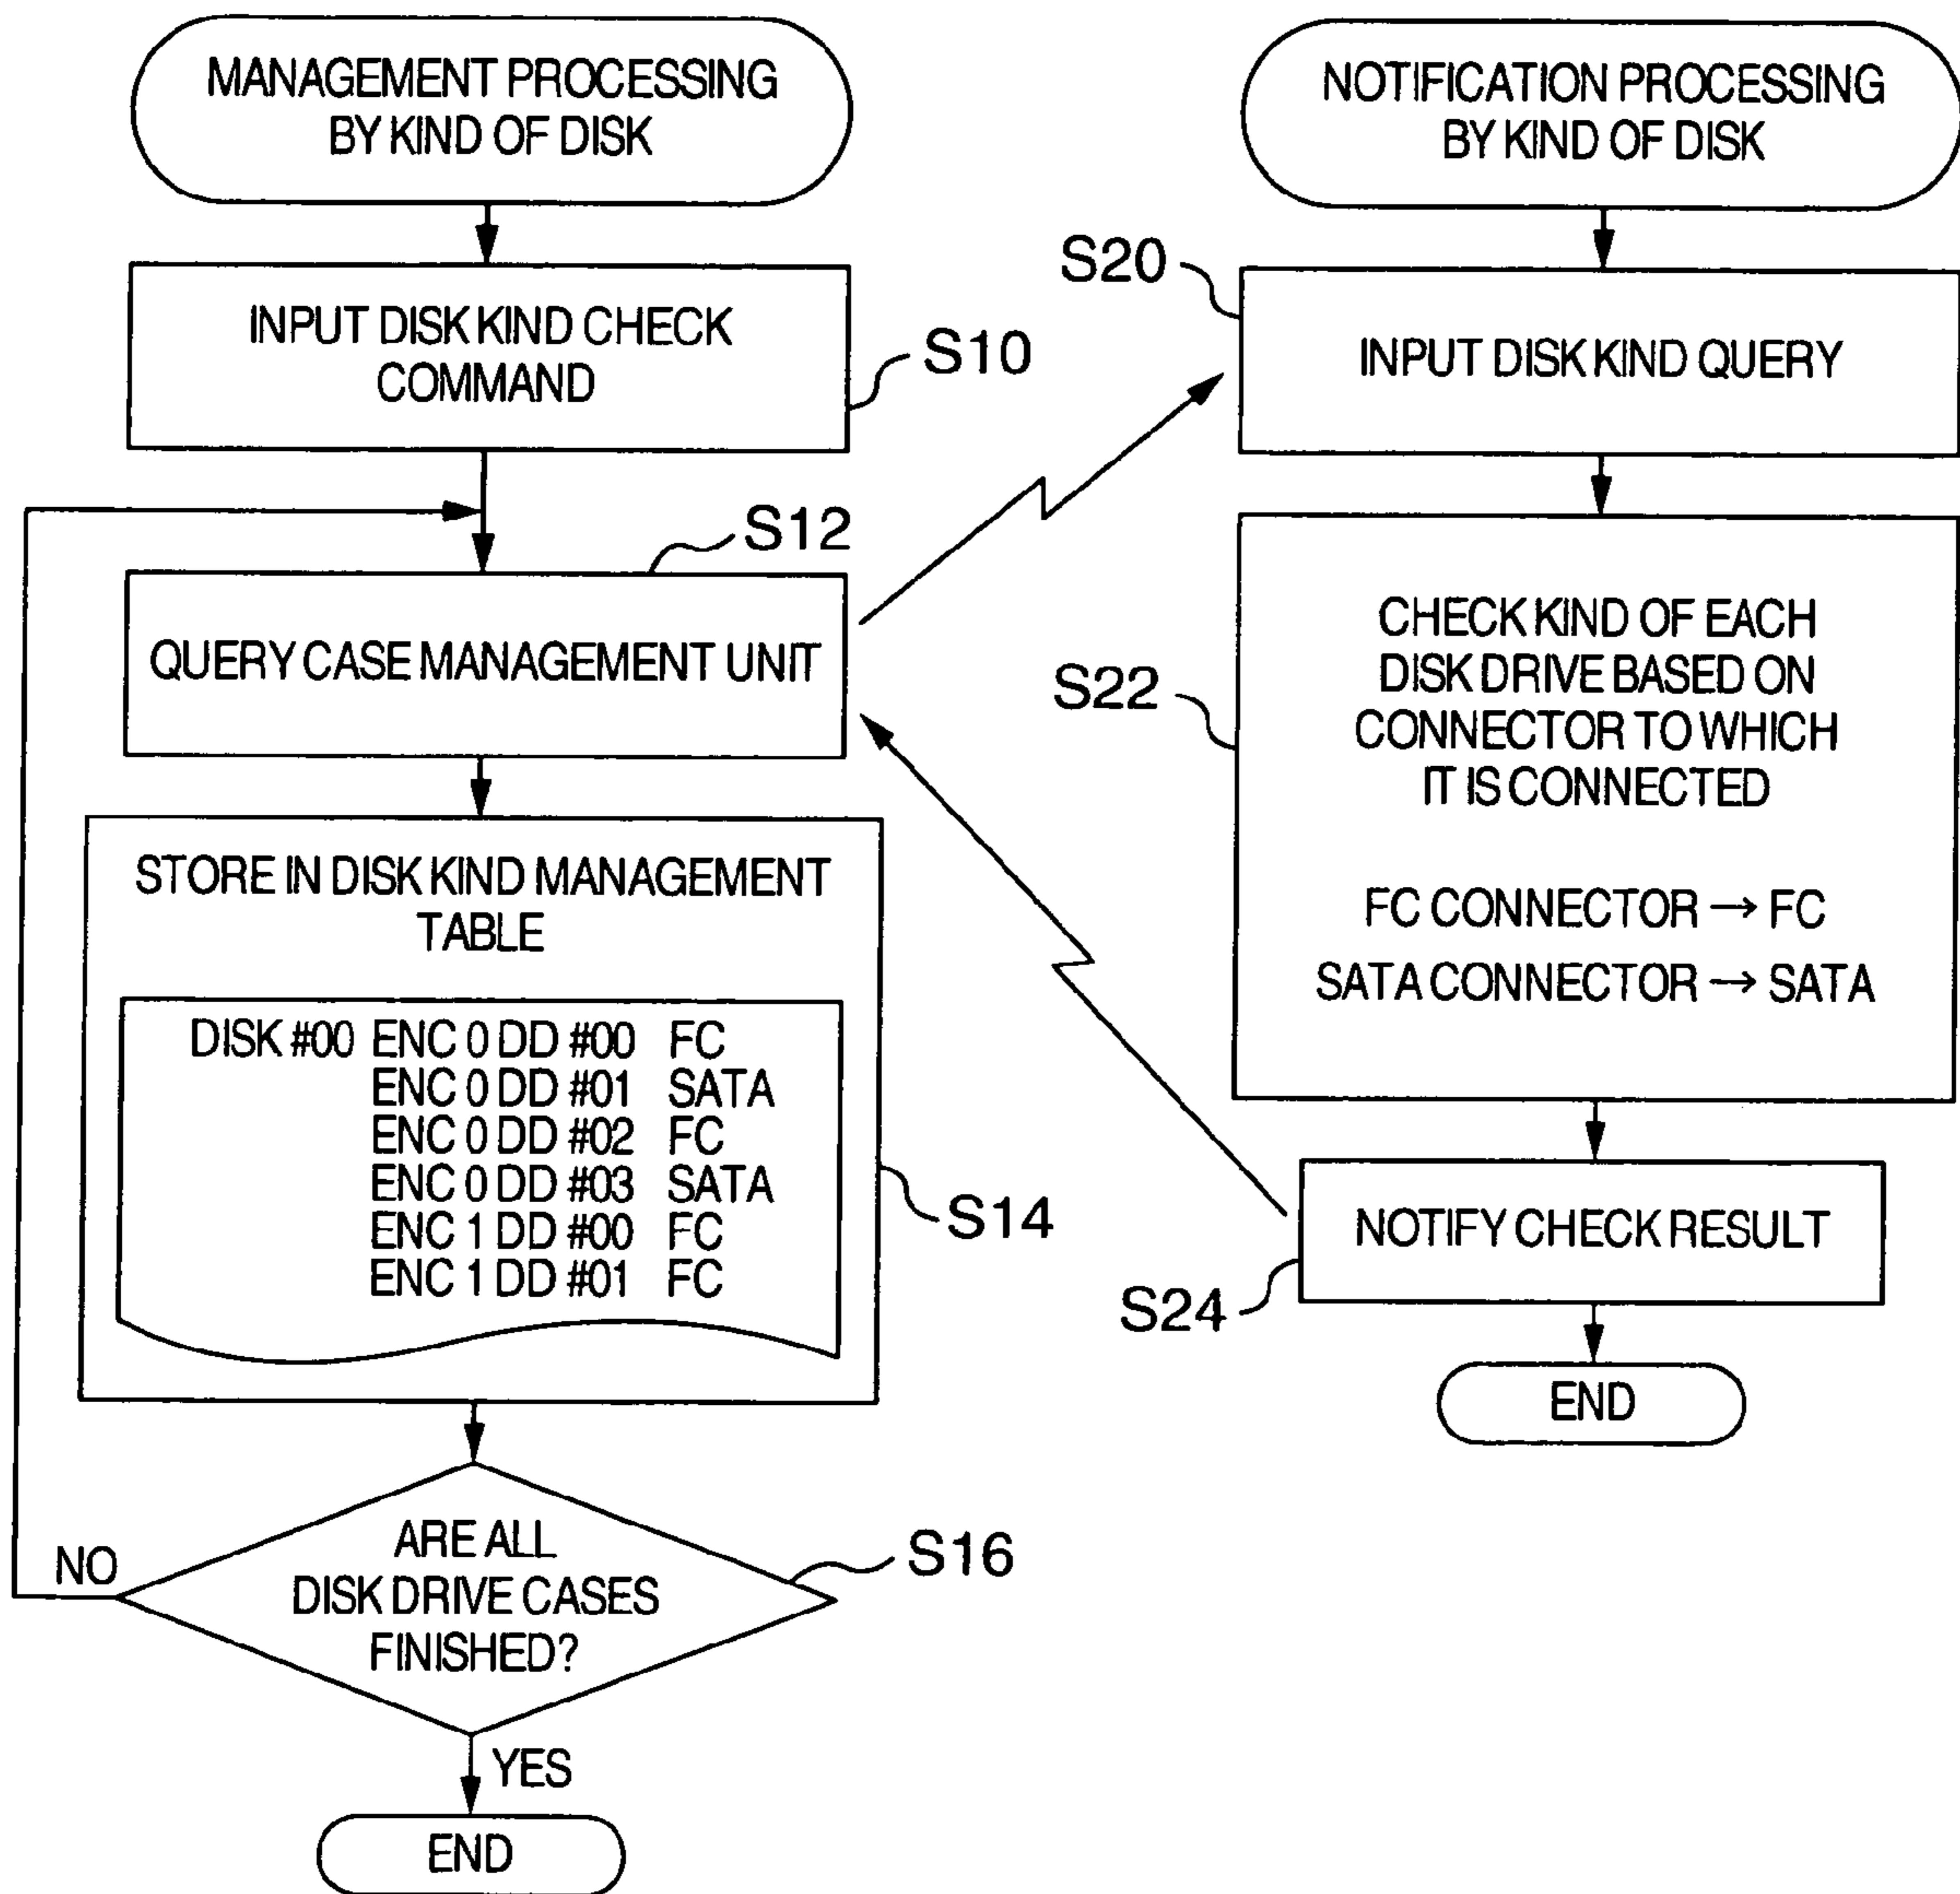 MANAGEMENT PROCESSING
BY KIND OF DISK
INPUT DISK KIND CHECK
COMMAND
S10
S12
QUERY CASE MANAGEMENT UNIT
STORE IN DISK KIND MANAGEMENT
TABLE
DISK #00 ENC 0 DD #00 FC
ENC 0 DD #01 SATA
ENC 0 DD #02 FC
ENC 0 DD #03 SATA
ENC 1 DD #00 FC
ENC 1 DD #01 FC
S14
ARE ALL
DISK DRIVE CASES
FINISHED?
S16
NO
YES
END
NOTIFICATION PROCESSING
BY KIND OF DISK
S20
INPUT DISK KIND QUERY
S22
CHECK KIND OF EACH
DISK DRIVE BASED ON
CONNECTOR TO WHICH
IT IS CONNECTED
FC CONNECTOR → FC
SATA CONNECTOR → SATA
NOTIFY CHECK RESULT
S24
END